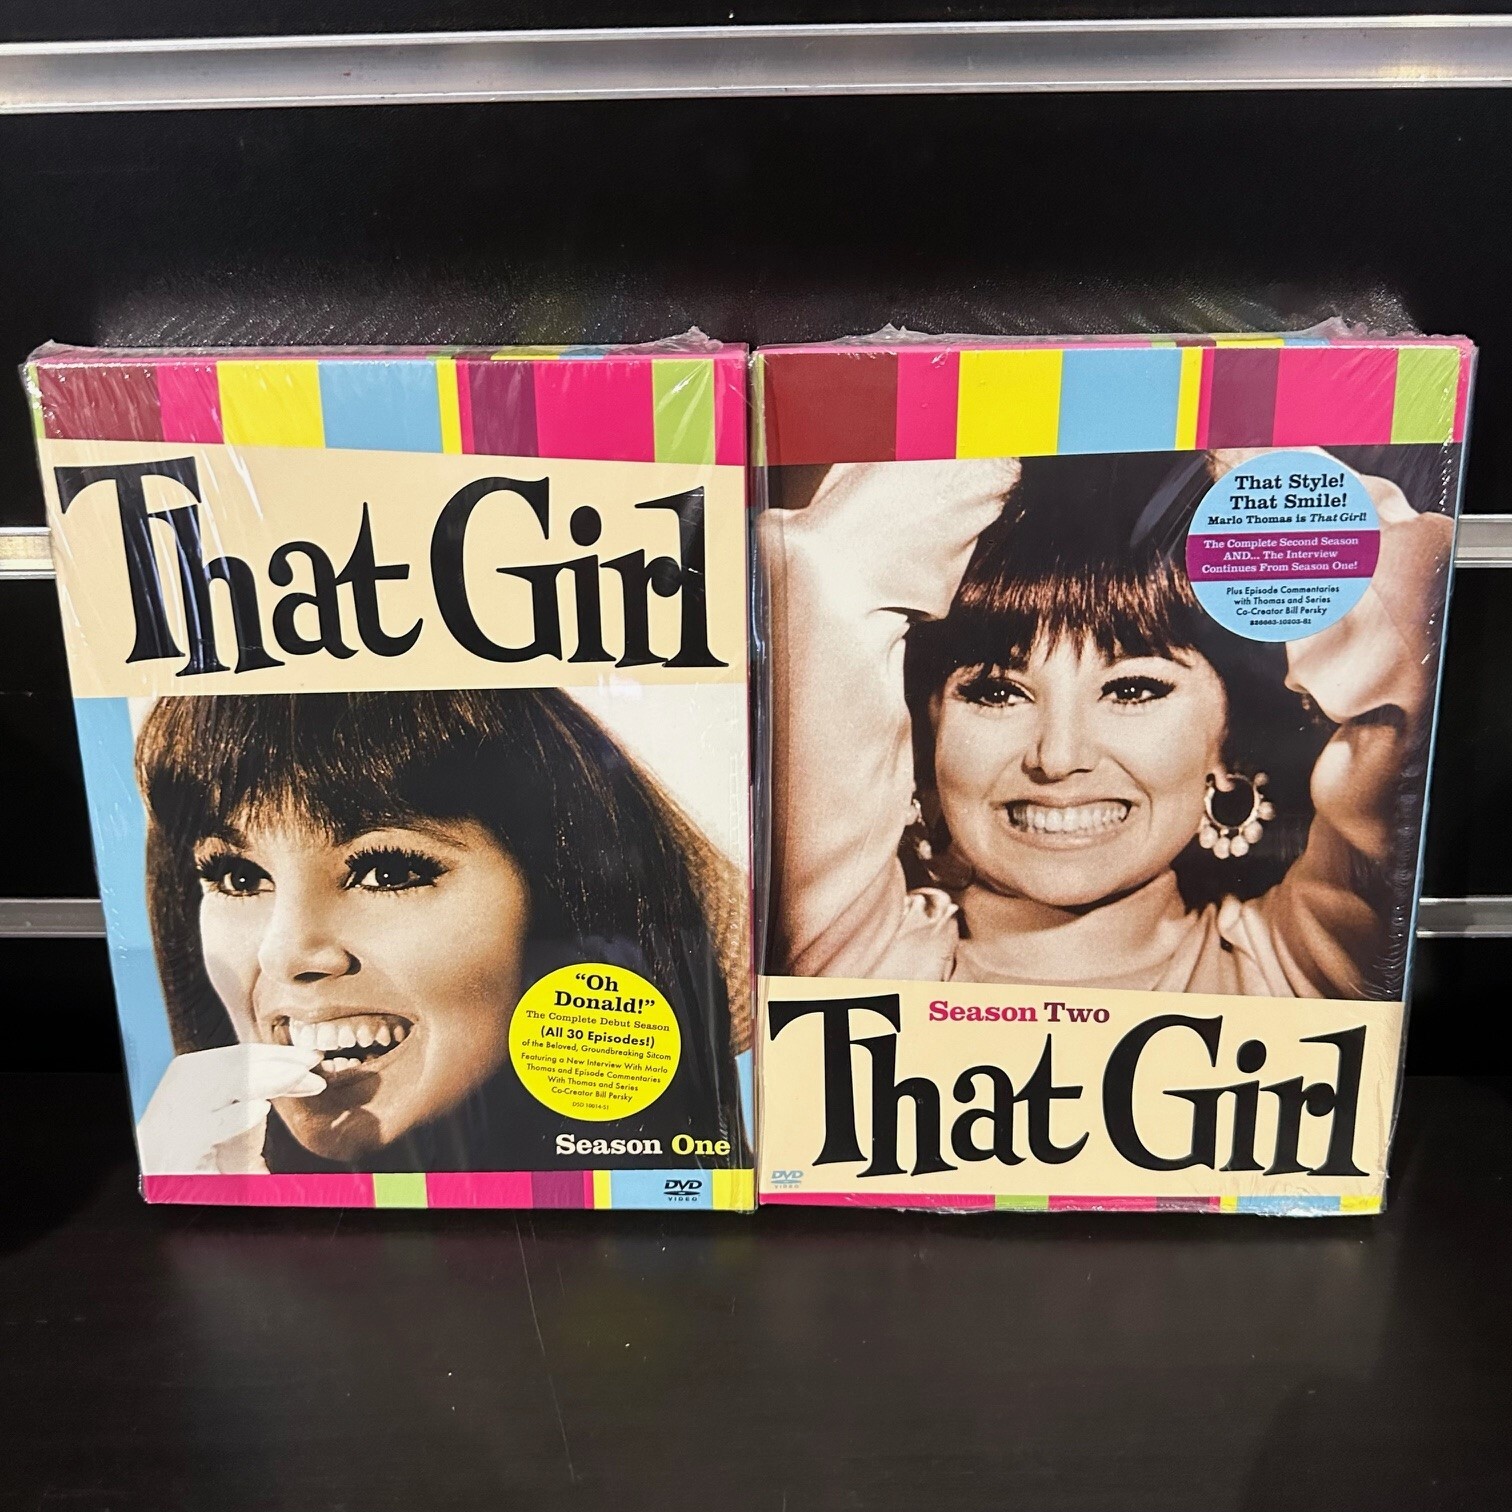 That Girl
"Oh
Donald!"
The Complete Debut Season
(All 30 Episodes!)
of the Beloved, Groundbreaking Sitcom
Featuring a New Interview With Marlo
Thomas and Episode Commentaries
With Thomas and Series
Co-Creator Bill Persky
DSO 10014-S1
Season One
DVD
VIDEO
That Style!
That Smile!
Marlo Thomas is That Girl!
The Complete Second Season
AND... The Interview
Continues From Season One!
Plus Episode Commentaries
with Thomas and Series
Co-Creator Bill Persky
Season Two
That Girl
DVD
VIDEO